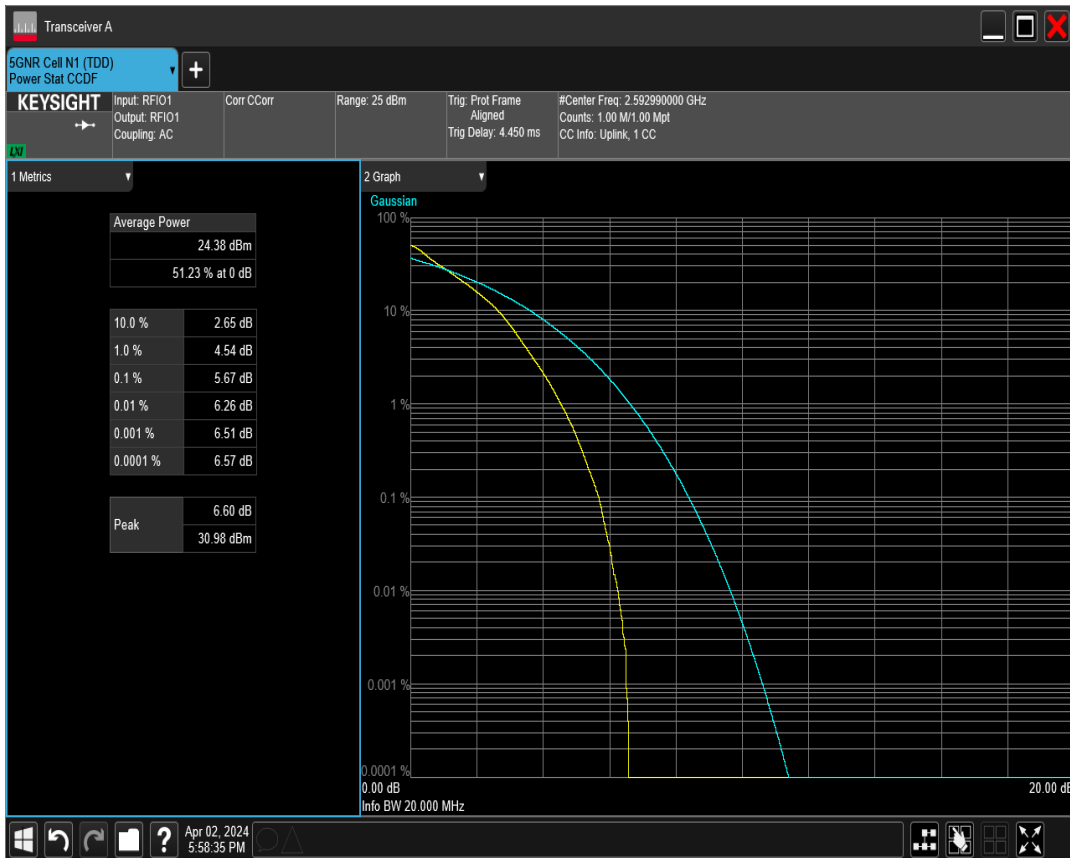 Transceiver A
5GNR Cell N1 (TDD)
Power Stat CCDF
+
KEYSIGHT
LXI
Input: RFIO1
Output: RFIO1
Coupling: AC
Corr CCorr
Range: 25 dBm
Trig: Prot Frame
Aligned
Trig Delay: 4.450 ms
#Center Freq: 2.592990000 GHz
Counts: 1.00 M/1.00 Mpt
CC Info: Uplink, 1 CC
1 Metrics
Average Power
24.38 dBm
51.23 % at 0 dB
10.0 % 2.65 dB
1.0 % 4.54 dB
0.1 % 5.67 dB
0.01 % 6.26 dB
0.001 % 6.51 dB
0.0001 % 6.57 dB
Peak
6.60 dB
30.98 dBm
2 Graph
Gaussian
100 %
10 %
1 %
0.1 %
0.01 %
0.001 %
0.0001 %
0.00 dB 20.00 dB
Info BW 20.000 MHz
?
Apr 02, 2024
5:58:35 PM